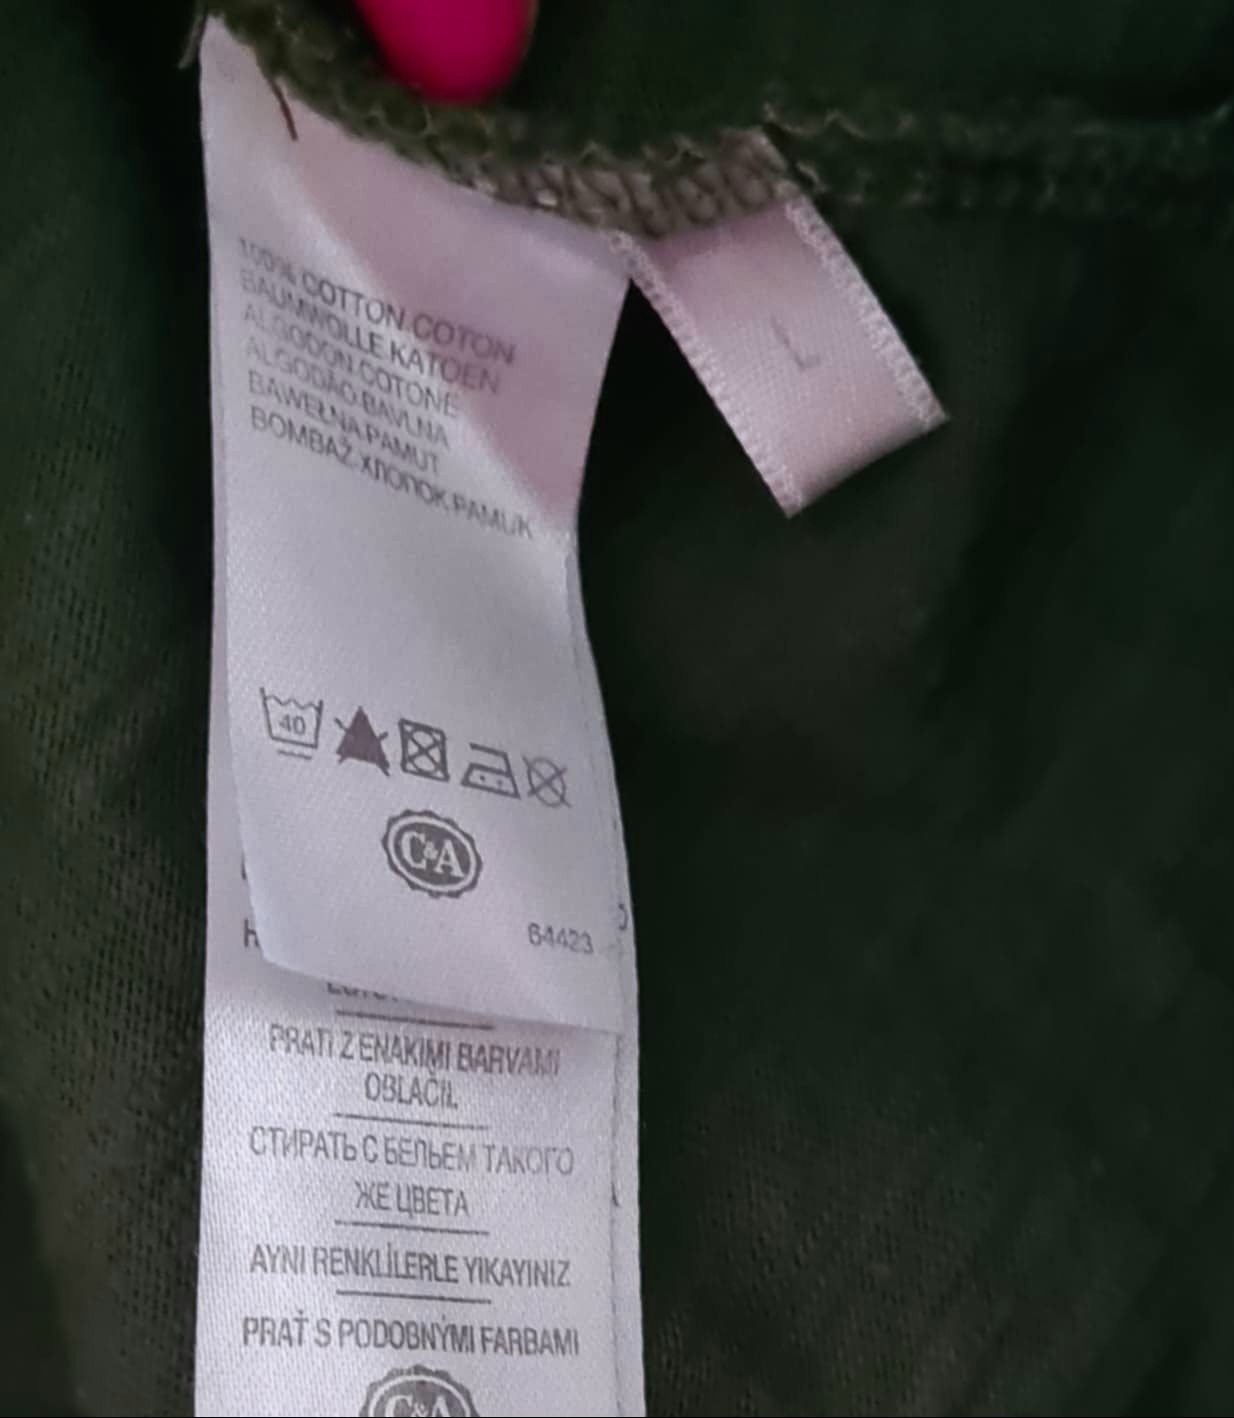 100% COTTON.COTON
BAUMWOLLE KATOEN
ALGODON.COTONE
ALGODÃO.BAVLNA
BAWEŁNA.PAMUT
BOMBAŽ.ХЛОПОК.PAMUK
L
40
C&A
64423
PRATI Z ENAKIMI BARVAMI
OBLAČIL
СТИРАТЬ С БЕЛЬЕМ ТАКОГО
ЖЕ ЦВЕТА
AYNI RENKLİLERLE YIKAYINIZ
PRAŤ S PODOBNÝMI FARBAMI
C&A